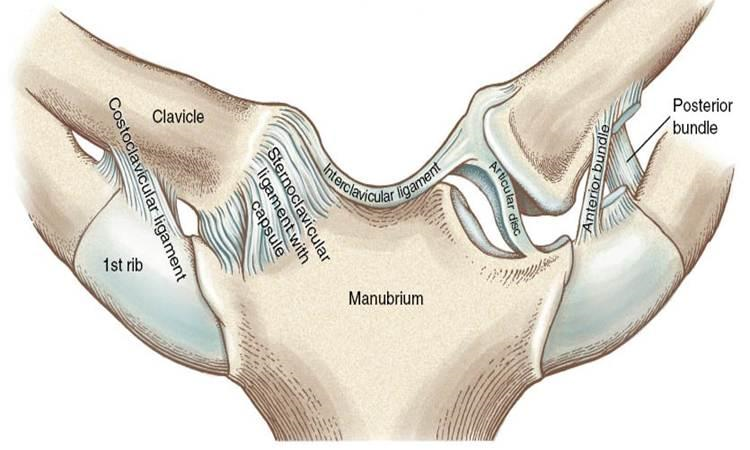 Clavicle
Costoclavicular ligament
1st rib
Sternoclavicular
ligament with
capsule
Interclavicular ligament
Manubrium
Articular disc
Anterior bundle
Posterior
bundle